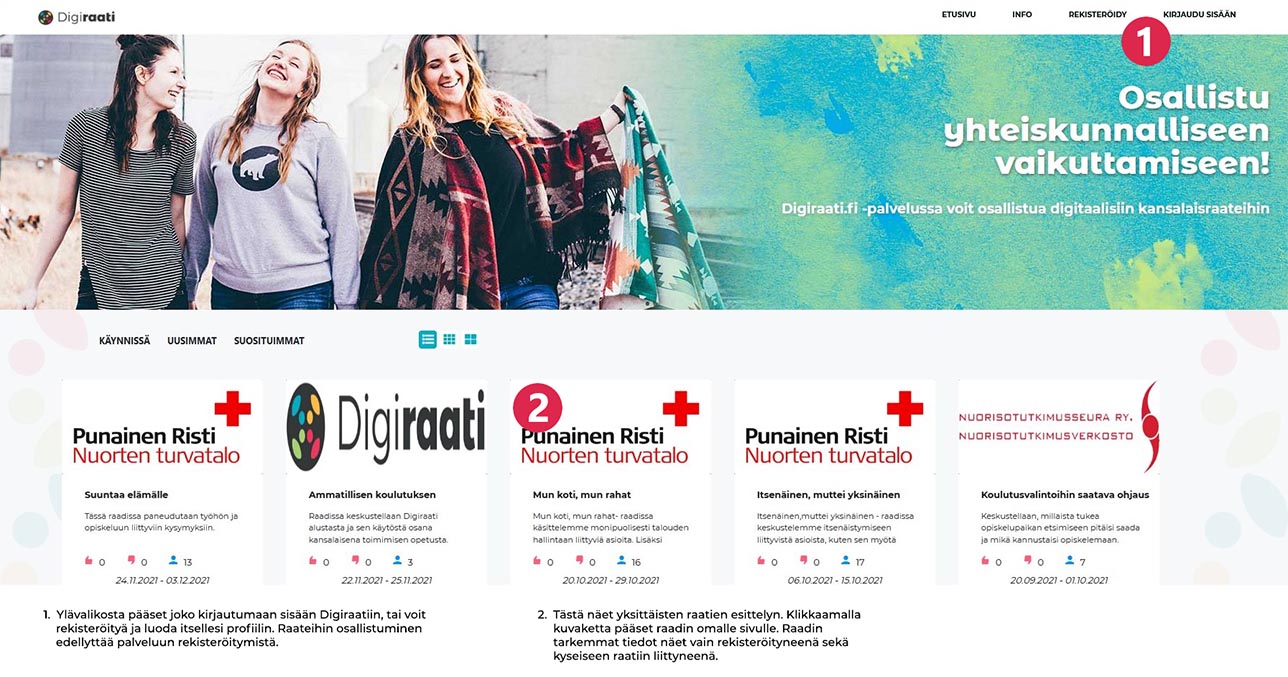 Digiraati
ETUSIVU INFO REKISTERÖIDY KIRJAUDU SISÄÄN
1
Osallistu
yhteiskunnalliseen
vaikuttamiseen!
Digiraati.fi -palvelussa voit osallistua digitaalisiin kansalaisraateihin
KÄYNNISSÄ UUSIMMAT SUOSITUIMMAT
Punainen Risti
Nuorten turvatalo
Suuntaa elämälle
Tässä raadissa paneudutaan työhön ja
opiskeluun liittyviin kysymyksiin.
0 0 13
24.11.2021 - 03.12.2021
Digiraati
Ammatillisen koulutuksen
Raadissa keskustellaan Digiraati
alustasta ja sen käytöstä osana
kansalaisena toimimisen opetusta.
0 0 3
22.11.2021 - 25.11.2021
2
Punainen Risti
Nuorten turvatalo
Mun koti, mun rahat
Mun koti, mun rahat- raadissa
käsittelemme monipuolisesti talouden
hallintaan liittyviä asioita. Lisäksi
0 0 16
20.10.2021 - 29.10.2021
Punainen Risti
Nuorten turvatalo
Itsenäinen, muttei yksinäinen
Itsenäinen,muttei yksinäinen - raadissa
keskustelemme itsenäistymiseen
liittyvistä asioista, kuten sen myötä
0 0 17
06.10.2021 - 15.10.2021
NUORISOTUTKIMUSSEURA RY.
NUORISOTUTKIMUSVERKOSTO
Koulutusvalintoihin saatava ohjaus
Keskustellaan, millaista tukea
opiskelupaikan etsimiseen pitäisi saada
ja mikä kannustaisi opiskelemaan.
0 0 7
20.09.2021 - 01.10.2021
1. Ylävalikosta pääset joko kirjautumaan sisään Digiraatiin, tai voit
rekisteröityä ja luoda itsellesi profiilin. Raateihin osallistuminen
edellyttää palveluun rekisteröitymistä.
2. Tästä näet yksittäisten raatien esittelyn. Klikkaamalla
kuvaketta pääset raadin omalle sivulle. Raadin
tarkemmat tiedot näet vain rekisteröityneenä sekä
kyseiseen raatiin liittyneenä.